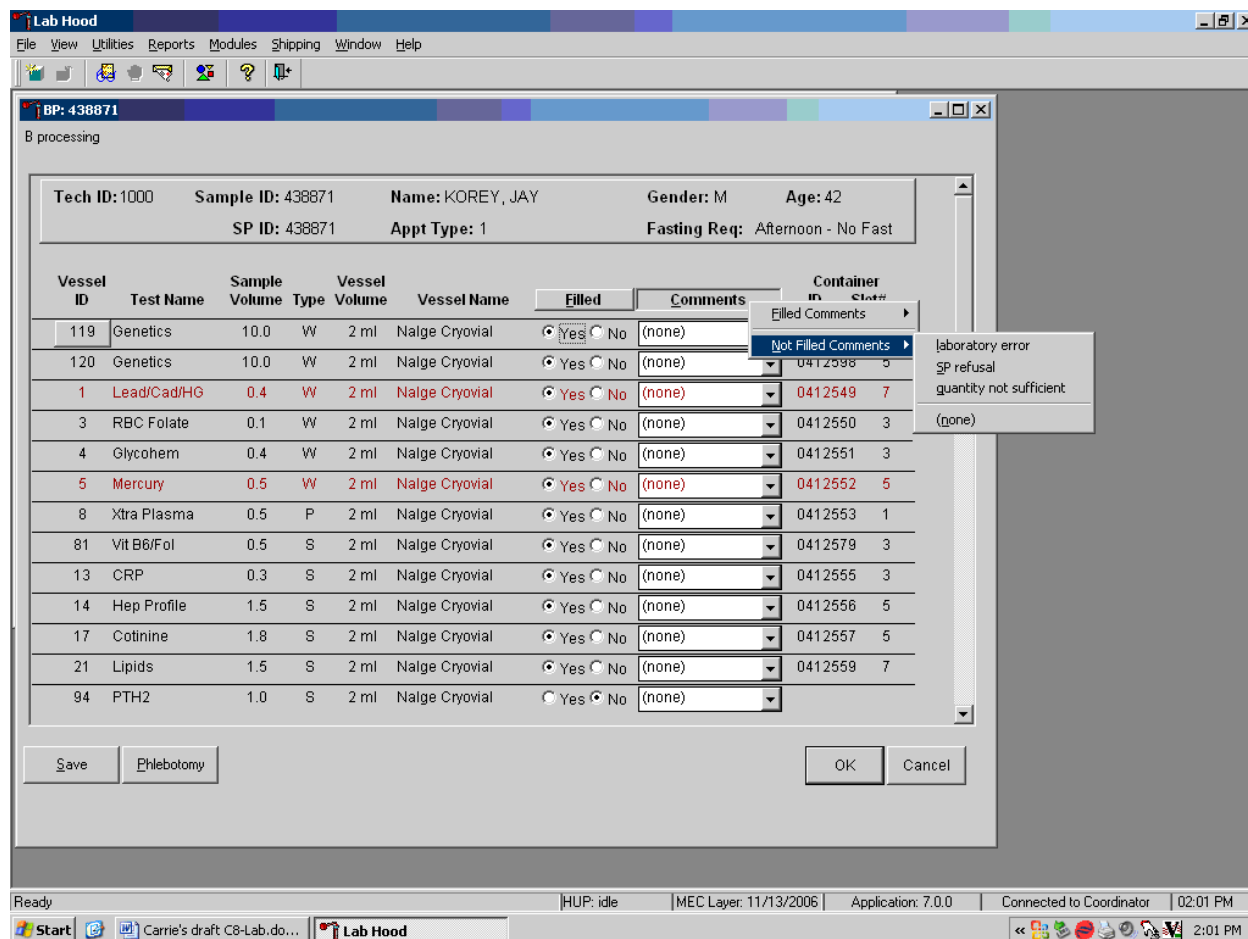 Lab Hood
File View Utilities Reports Modules Shipping Window Help
BP: 438871
B processing
Tech ID: 1000 Sample ID: 438871 Name: KOREY, JAY Gender: M Age: 42
SP ID: 438871 Appt Type: 1 Fasting Req: Afternoon - No Fast
Vessel Sample Vessel Container
ID Test Name Volume Type Volume Vessel Name Filled Comments ID Slot#
119 Genetics 10.0 W 2 ml Nalge Cryovial Yes No (none)
120 Genetics 10.0 W 2 ml Nalge Cryovial Yes No (none) 0412598 5
1 Lead/Cad/HG 0.4 W 2 ml Nalge Cryovial Yes No (none) 0412549 7
3 RBC Folate 0.1 W 2 ml Nalge Cryovial Yes No (none) 0412550 3
4 Glycohem 0.4 W 2 ml Nalge Cryovial Yes No (none) 0412551 3
5 Mercury 0.5 W 2 ml Nalge Cryovial Yes No (none) 0412552 5
8 Xtra Plasma 0.5 P 2 ml Nalge Cryovial Yes No (none) 0412553 1
81 Vit B6/Fol 0.5 S 2 ml Nalge Cryovial Yes No (none) 0412579 3
13 CRP 0.3 S 2 ml Nalge Cryovial Yes No (none) 0412555 3
14 Hep Profile 1.5 S 2 ml Nalge Cryovial Yes No (none) 0412556 5
17 Cotinine 1.8 S 2 ml Nalge Cryovial Yes No (none) 0412557 5
21 Lipids 1.5 S 2 ml Nalge Cryovial Yes No (none) 0412559 7
94 PTH2 1.0 S 2 ml Nalge Cryovial Yes No (none)
Filled Comments
Not Filled Comments
laboratory error
SP refusal
quantity not sufficient
(none)
Save Phlebotomy OK Cancel
Ready HUP: idle MEC Layer: 11/13/2006 Application: 7.0.0 Connected to Coordinator 02:01 PM
Start Carrie's draft C8-Lab.do... Lab Hood « 2:01 PM